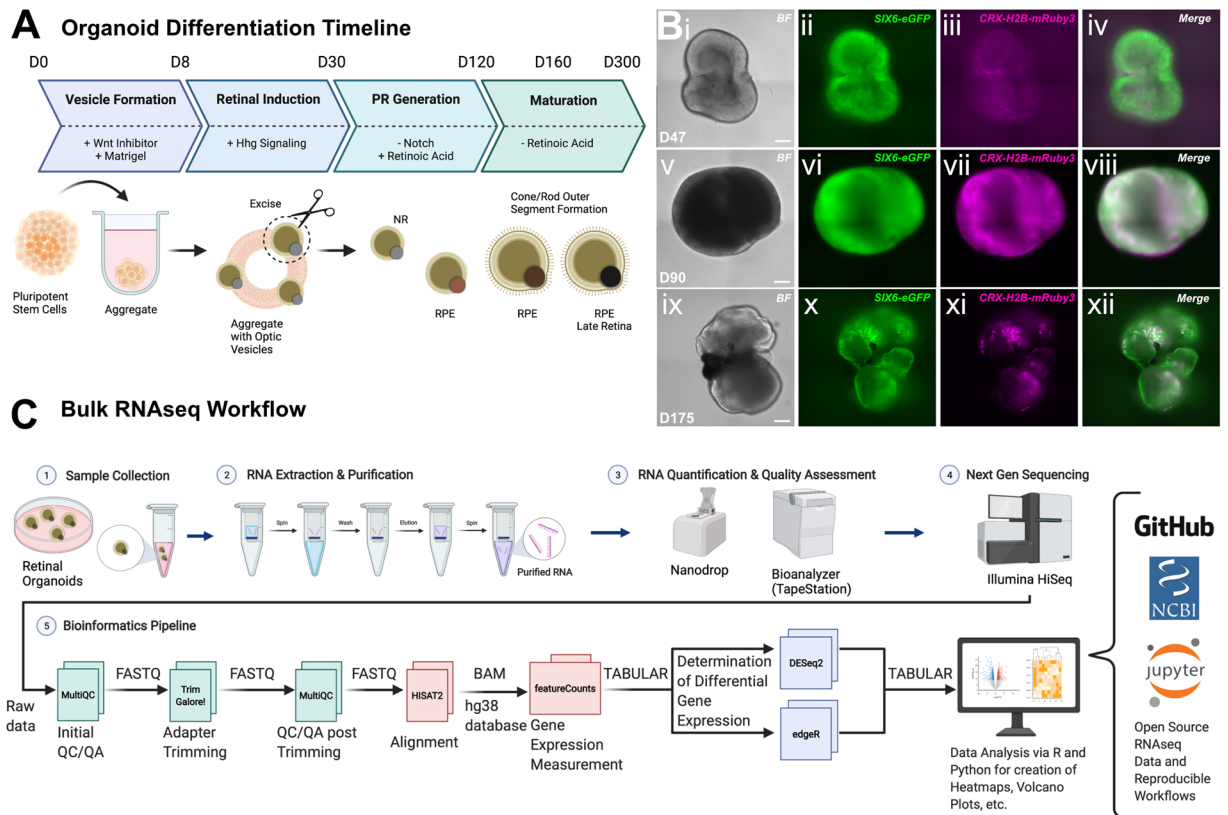 A Organoid Differentiation Timeline
D0 D8 D30 D120 D160 D300
Vesicle Formation
+ Wnt Inhibitor
+ Matrigel
Retinal Induction
+ Hhg Signaling
PR Generation
- Notch
+ Retinoic Acid
Maturation
- Retinoic Acid
Pluripotent
Stem Cells
Aggregate
Excise
Aggregate
with Optic
Vesicles
NR
Cone/Rod Outer
Segment Formation
RPE
RPE
RPE
Late Retina
B
i BF D47
ii SIX6-eGFP
iii CRX-H2B-mRuby3
iv Merge
v BF D90
vi SIX6-eGFP
vii CRX-H2B-mRuby3
viii Merge
ix BF D175
x SIX6-eGFP
xi CRX-H2B-mRuby3
xii Merge
C Bulk RNAseq Workflow
1 Sample Collection
Retinal
Organoids
2 RNA Extraction & Purification
Spin
Wash
Elution
Spin
Purified RNA
3 RNA Quantification & Quality Assessment
Nanodrop
Bioanalyzer
(TapeStation)
4 Next Gen Sequencing
Illumina HiSeq
5 Bioinformatics Pipeline
Raw
data
MultiQC
Initial
QC/QA
FASTQ
Trim
Galore!
Adapter
Trimming
FASTQ
MultiQC
QC/QA post
Trimming
FASTQ
HISAT2
Alignment
BAM
hg38
database
featureCounts
Gene
Expression
Measurement
TABULAR
Determination
of Differential
Gene
Expression
DESeq2
edgeR
TABULAR
Data Analysis via R and
Python for creation of
Heatmaps, Volcano
Plots, etc.
GitHub
NCBI
jupyter
Open Source
RNAseq
Data and
Reproducible
Workflows